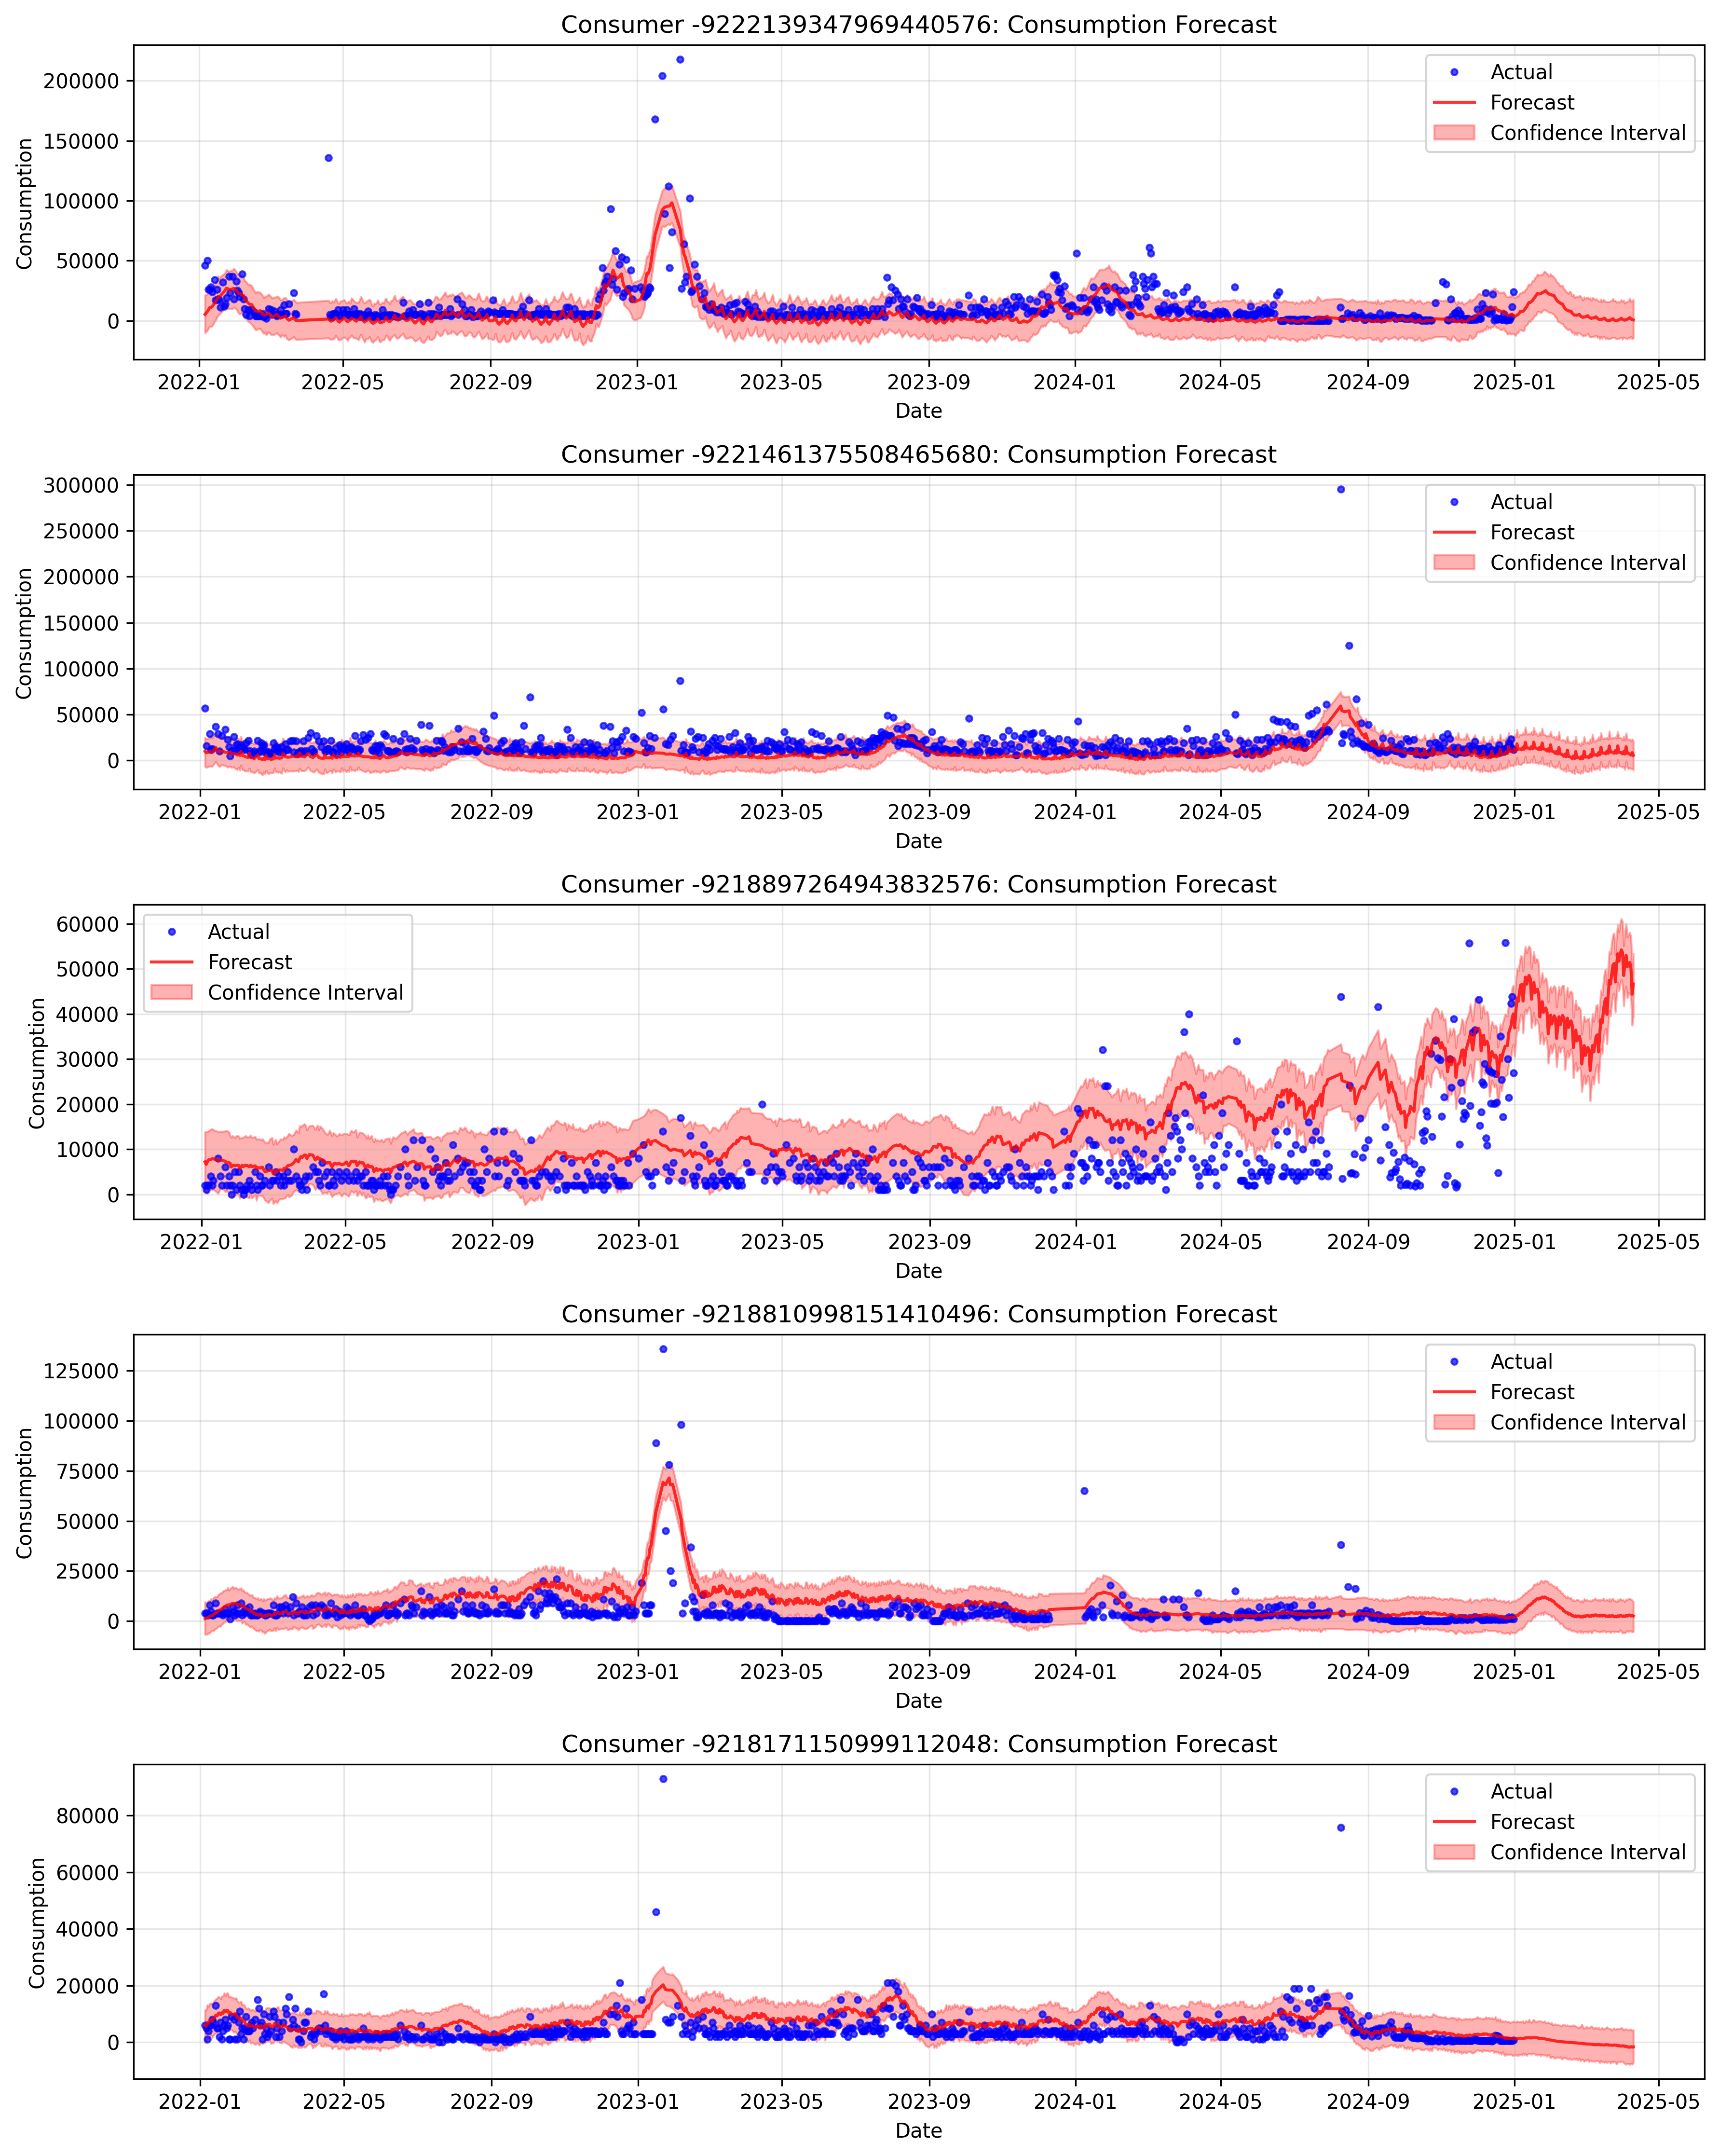 Consumer -9222139347969440576: Consumption Forecast
Consumption
200000
150000
100000
50000
0
Actual
Forecast
Confidence Interval
2022-01 2022-05 2022-09 2023-01 2023-05 2023-09 2024-01 2024-05 2024-09 2025-01 2025-05
Date
Consumer -9221461375508465680: Consumption Forecast
Consumption
300000
250000
200000
150000
100000
50000
0
Actual
Forecast
Confidence Interval
2022-01 2022-05 2022-09 2023-01 2023-05 2023-09 2024-01 2024-05 2024-09 2025-01 2025-05
Date
Consumer -9218897264943832576: Consumption Forecast
Consumption
60000
50000
40000
30000
20000
10000
0
Actual
Forecast
Confidence Interval
2022-01 2022-05 2022-09 2023-01 2023-05 2023-09 2024-01 2024-05 2024-09 2025-01 2025-05
Date
Consumer -9218810998151410496: Consumption Forecast
Consumption
125000
100000
75000
50000
25000
0
Actual
Forecast
Confidence Interval
2022-01 2022-05 2022-09 2023-01 2023-05 2023-09 2024-01 2024-05 2024-09 2025-01 2025-05
Date
Consumer -9218171150999112048: Consumption Forecast
Consumption
80000
60000
40000
20000
0
Actual
Forecast
Confidence Interval
2022-01 2022-05 2022-09 2023-01 2023-05 2023-09 2024-01 2024-05 2024-09 2025-01 2025-05
Date